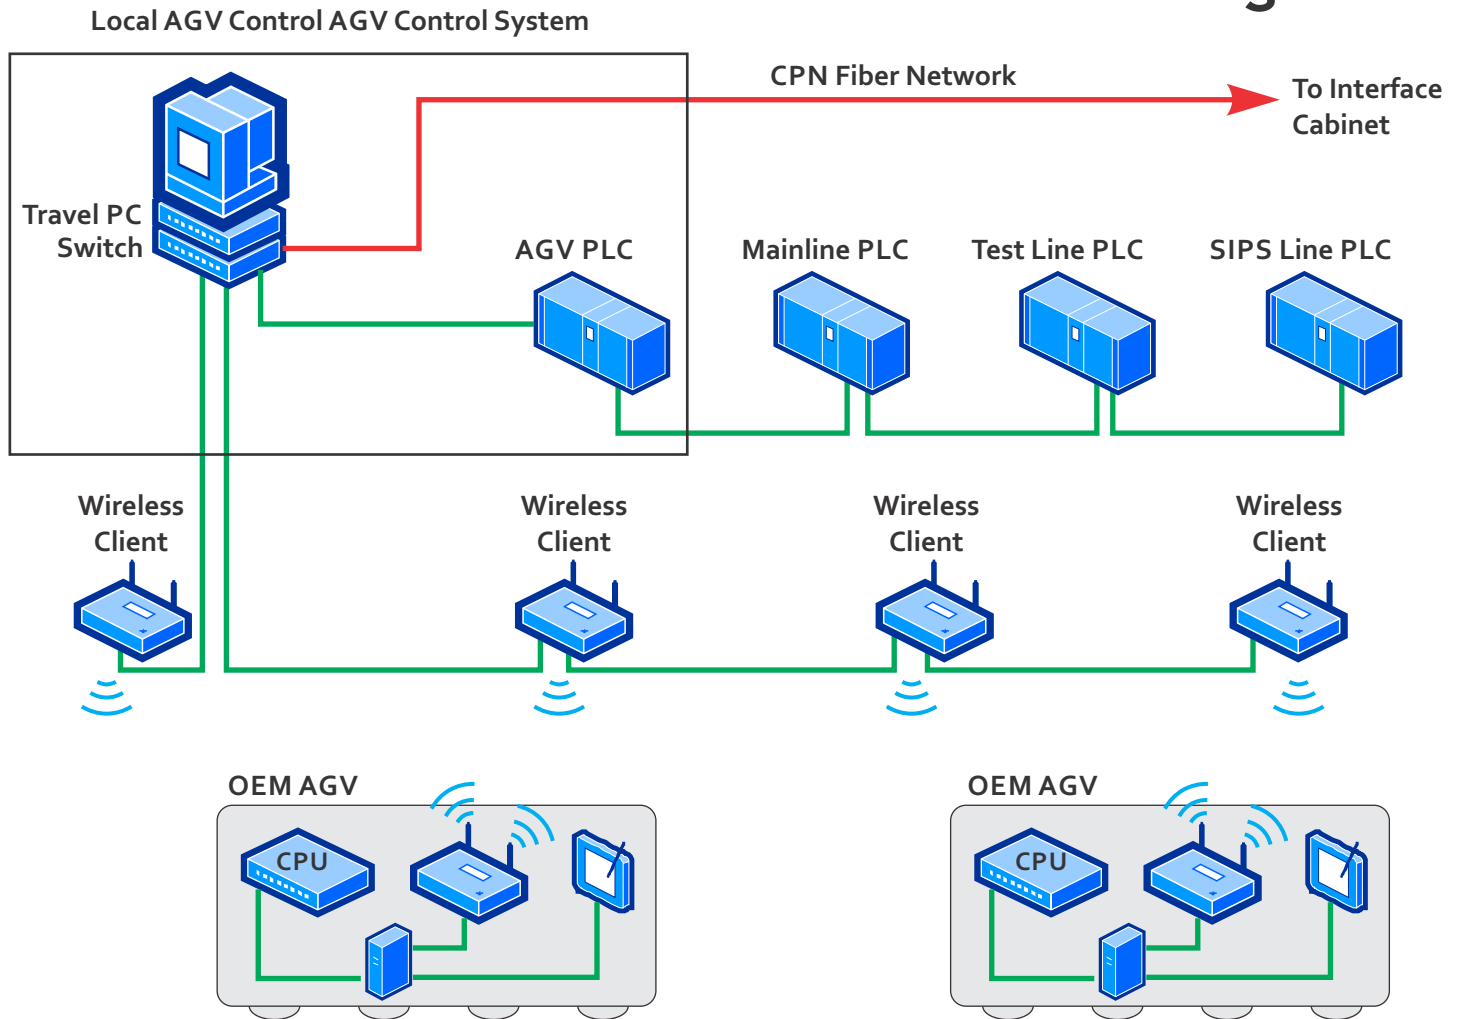 Local AGV Control AGV Control System
CPN Fiber Network
To Interface
Cabinet
Travel PC
Switch
AGV PLC
Mainline PLC
Test Line PLC
SIPS Line PLC
Wireless
Client
Wireless
Client
Wireless
Client
Wireless
Client
OEM AGV
CPU
OEM AGV
CPU